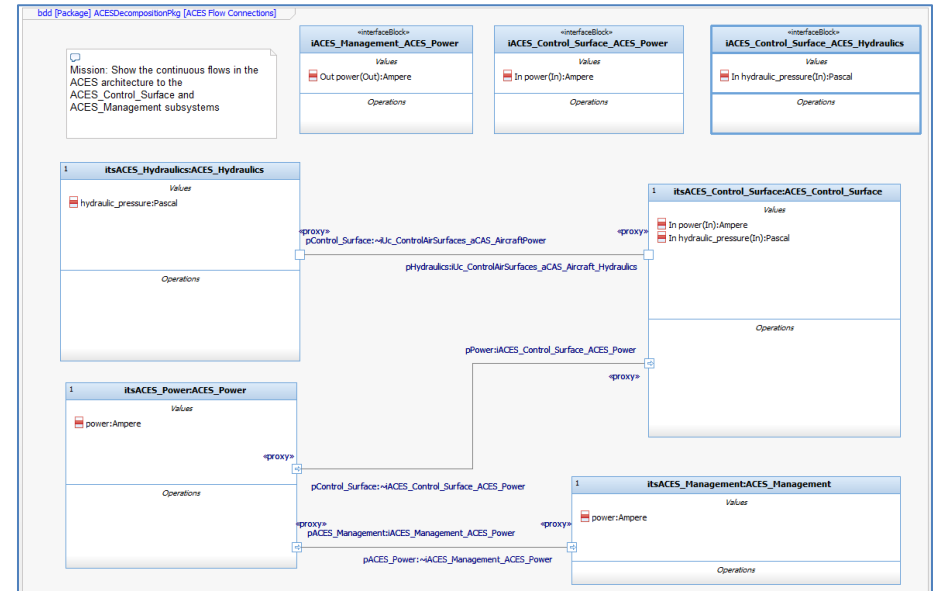 bdd [Package] ACESDecompositionPkg [ACES Flow Connections]
Mission: Show the continuous flows in the
ACES architecture to the
ACES_Control_Surface and
ACES_Management subsystems
«interfaceBlock»
iACES_Management_ACES_Power
Values
Out power(Out):Ampere
Operations
«interfaceBlock»
iACES_Control_Surface_ACES_Power
Values
In power(In):Ampere
Operations
«interfaceBlock»
iACES_Control_Surface_ACES_Hydraulics
Values
In hydraulic_pressure(In):Pascal
Operations
1 itsACES_Hydraulics:ACES_Hydraulics
Values
hydraulic_pressure:Pascal
Operations
«proxy»
pControl_Surface:~iUc_ControlAirSurfaces_aCAS_AircraftPower
«proxy»
pHydraulics:iUc_ControlAirSurfaces_aCAS_Aircraft_Hydraulics
1 itsACES_Control_Surface:ACES_Control_Surface
Values
In power(In):Ampere
In hydraulic_pressure(In):Pascal
Operations
pPower:iACES_Control_Surface_ACES_Power
«proxy»
1 itsACES_Power:ACES_Power
Values
power:Ampere
«proxy»
Operations
pControl_Surface:~iACES_Control_Surface_ACES_Power
«proxy»
pACES_Management:iACES_Management_ACES_Power
«proxy»
pACES_Power:~iACES_Management_ACES_Power
1 itsACES_Management:ACES_Management
Values
power:Ampere
Operations